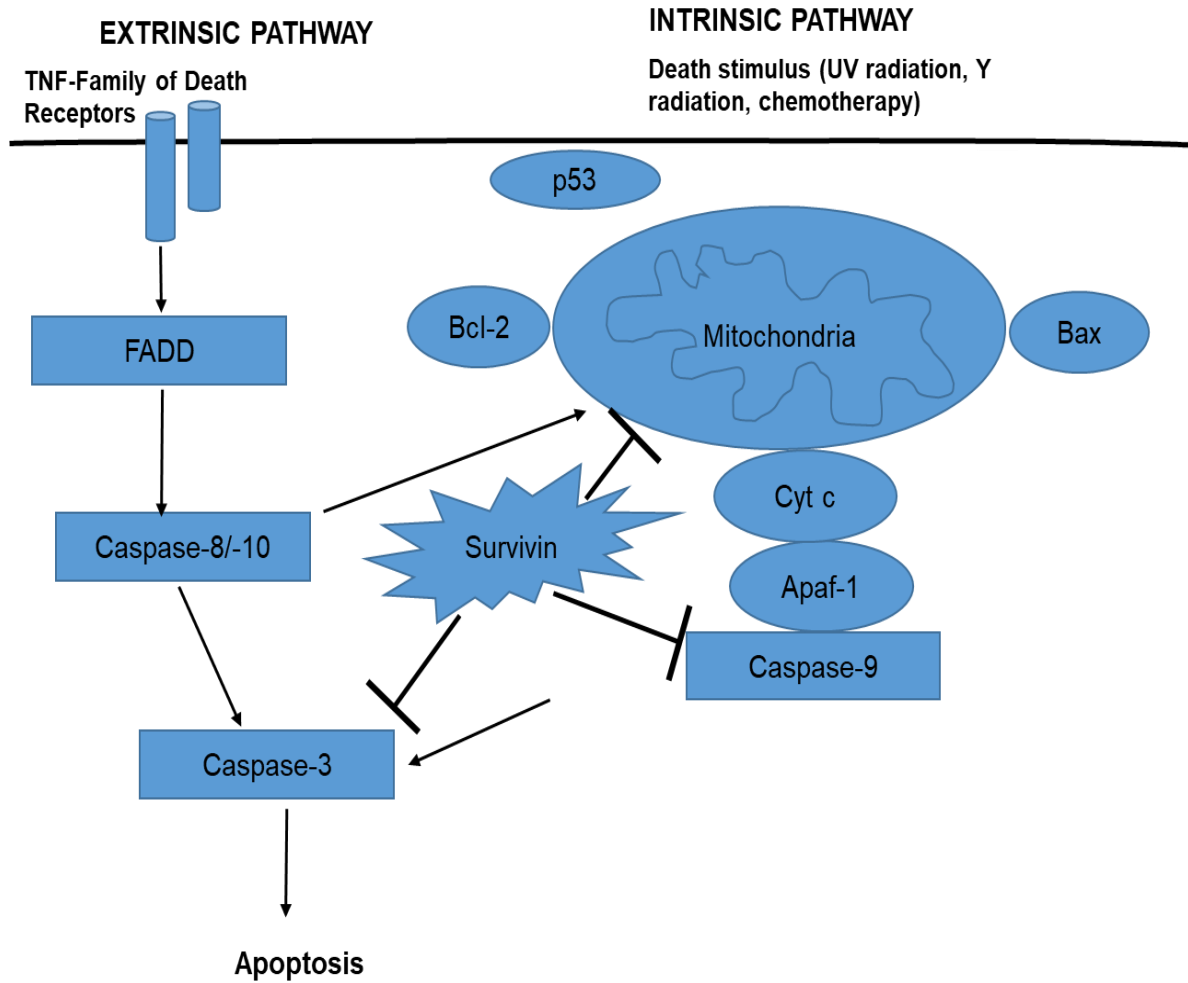 EXTRINSIC PATHWAY
TNF-Family of Death
Receptors
INTRINSIC PATHWAY
Death stimulus (UV radiation, Y
radiation, chemotherapy)
p53
Bcl-2
Mitochondria
Bax
FADD
Cyt c
Caspase-8/-10
Survivin
Apaf-1
Caspase-9
Caspase-3
Apoptosis